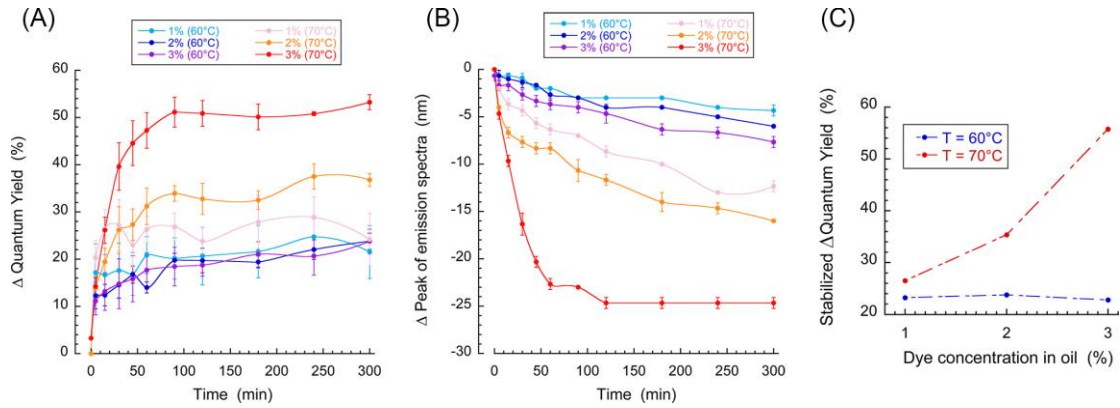 (A)
1% (60°C)
2% (60°C)
3% (60°C)
1% (70°C)
2% (70°C)
3% (70°C)
Δ Quantum Yield (%)
60
50
40
30
20
10
0
0 50 100 150 200 250 300
Time (min)
(B)
1% (60°C)
2% (60°C)
3% (60°C)
1% (70°C)
2% (70°C)
3% (70°C)
Δ Peak of emission spectra (nm)
0
-5
-10
-15
-20
-25
-30
0 50 100 150 200 250 300
Time (min)
(C)
T = 60°C
T = 70°C
Stabilized ΔQuantum Yield (%)
60
50
40
30
20
1 2 3
Dye concentration in oil (%)